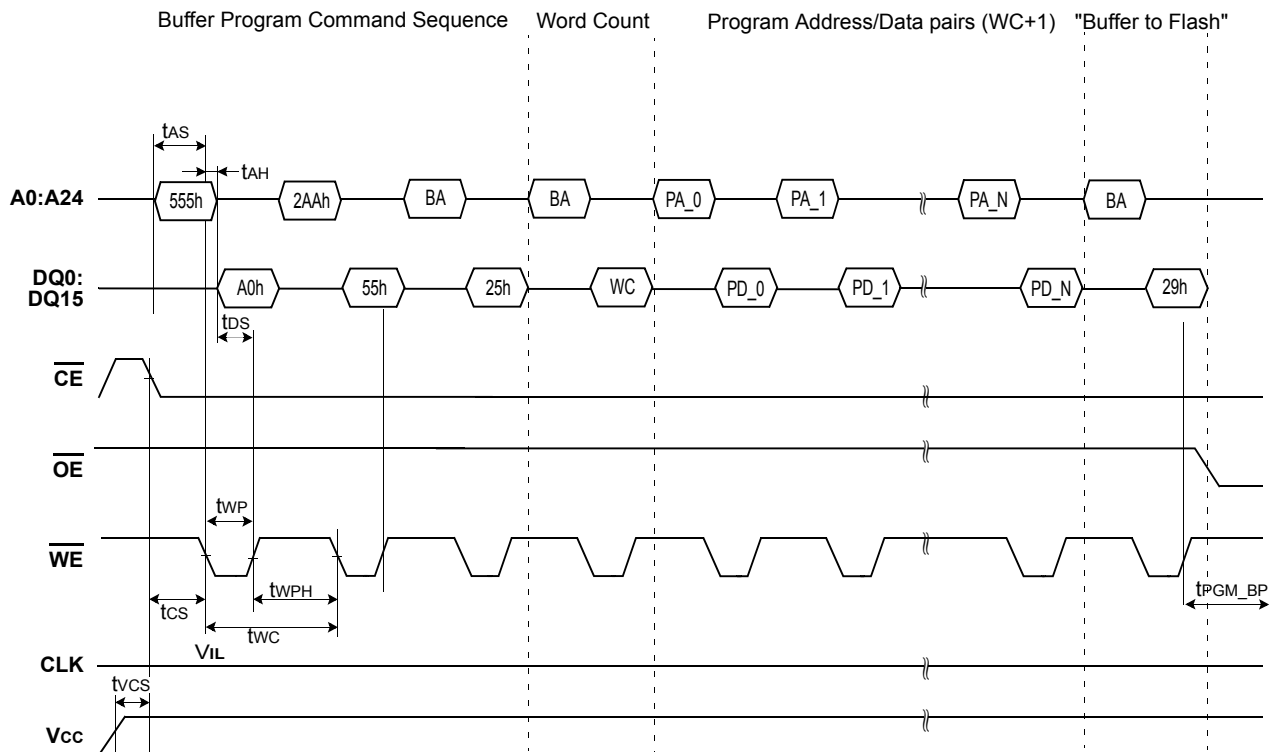 Buffer Program Command Sequence
Word Count
Program Address/Data pairs (WC+1)
"Buffer to Flash"
tAS
tAH
A0:A24
555h
2AAh
BA
BA
PA_0
PA_1
PA_N
BA
DQ0:
DQ15
A0h
55h
25h
WC
PD_0
PD_1
PD_N
29h
tDS
CE
OE
tWP
WE
tWPH
tCS
tWC
tPGM_BP
VIL
CLK
tVCS
Vcc